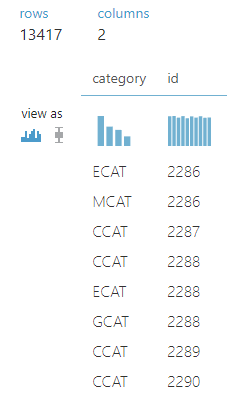 rows columns
13417 2
category id
view as
ECAT 2286
MCAT 2286
CCAT 2287
CCAT 2288
ECAT 2288
GCAT 2288
CCAT 2289
CCAT 2290